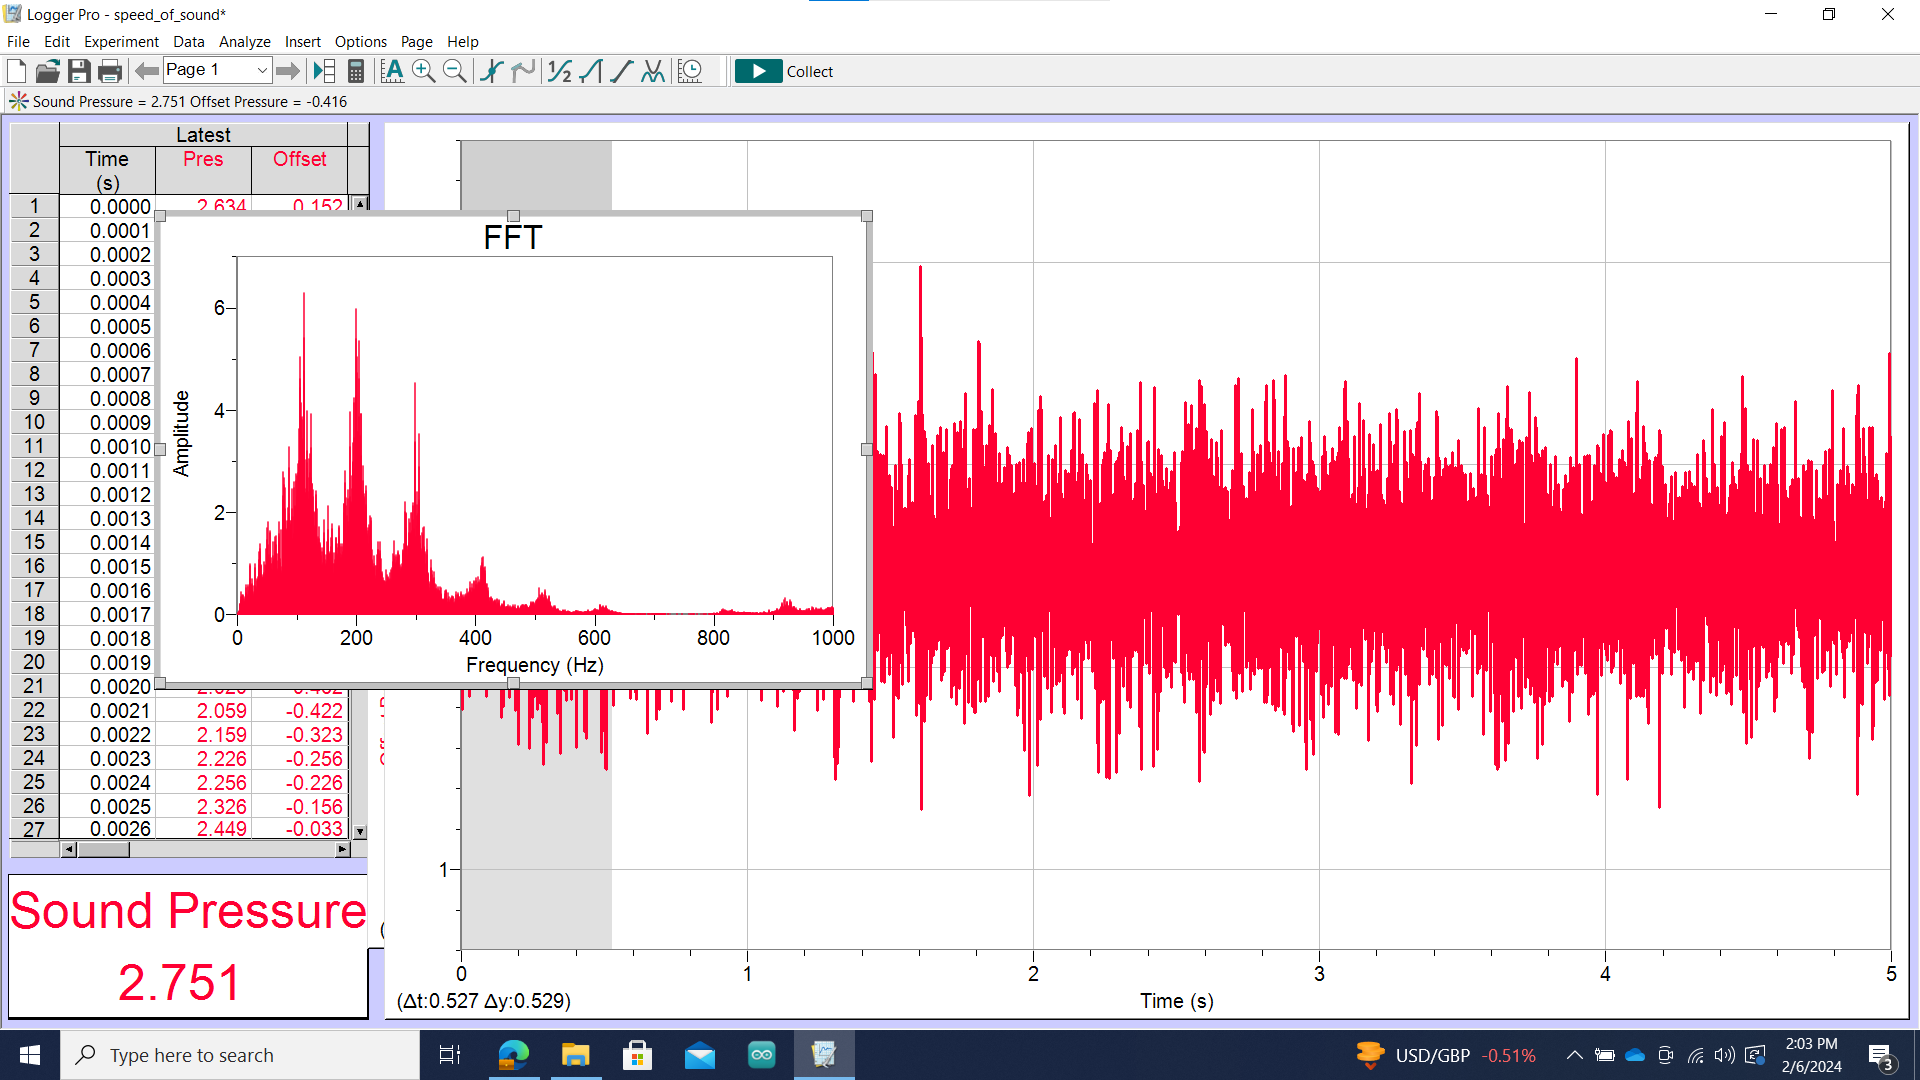 Logger Pro - speed_of_sound*
File Edit Experiment Data Analyze Insert Options Page Help
Page 1
Collect
Sound Pressure = 2.751 Offset Pressure = -0.416
Latest
Time (s) Pres Offset
1 0.0000 2.634 0.152
2 0.0001
3 0.0002
4 0.0003
5 0.0004
6 0.0005
7 0.0006
8 0.0007
9 0.0008
10 0.0009
11 0.0010
12 0.0011
13 0.0012
14 0.0013
15 0.0014
16 0.0015
17 0.0016
18 0.0017
19 0.0018
20 0.0019
21 0.0020
22 0.0021 2.059 -0.422
23 0.0022 2.159 -0.323
24 0.0023 2.226 -0.256
25 0.0024 2.256 -0.226
26 0.0025 2.326 -0.156
27 0.0026 2.449 -0.033
FFT
Amplitude
6
4
2
0
0 200 400 600 800 1000
Frequency (Hz)
1
0 1 2 3 4 5
(Δt:0.527 Δy:0.529)
Time (s)
Sound Pressure
2.751
Type here to search
USD/GBP -0.51%
2:03 PM
2/6/2024
3